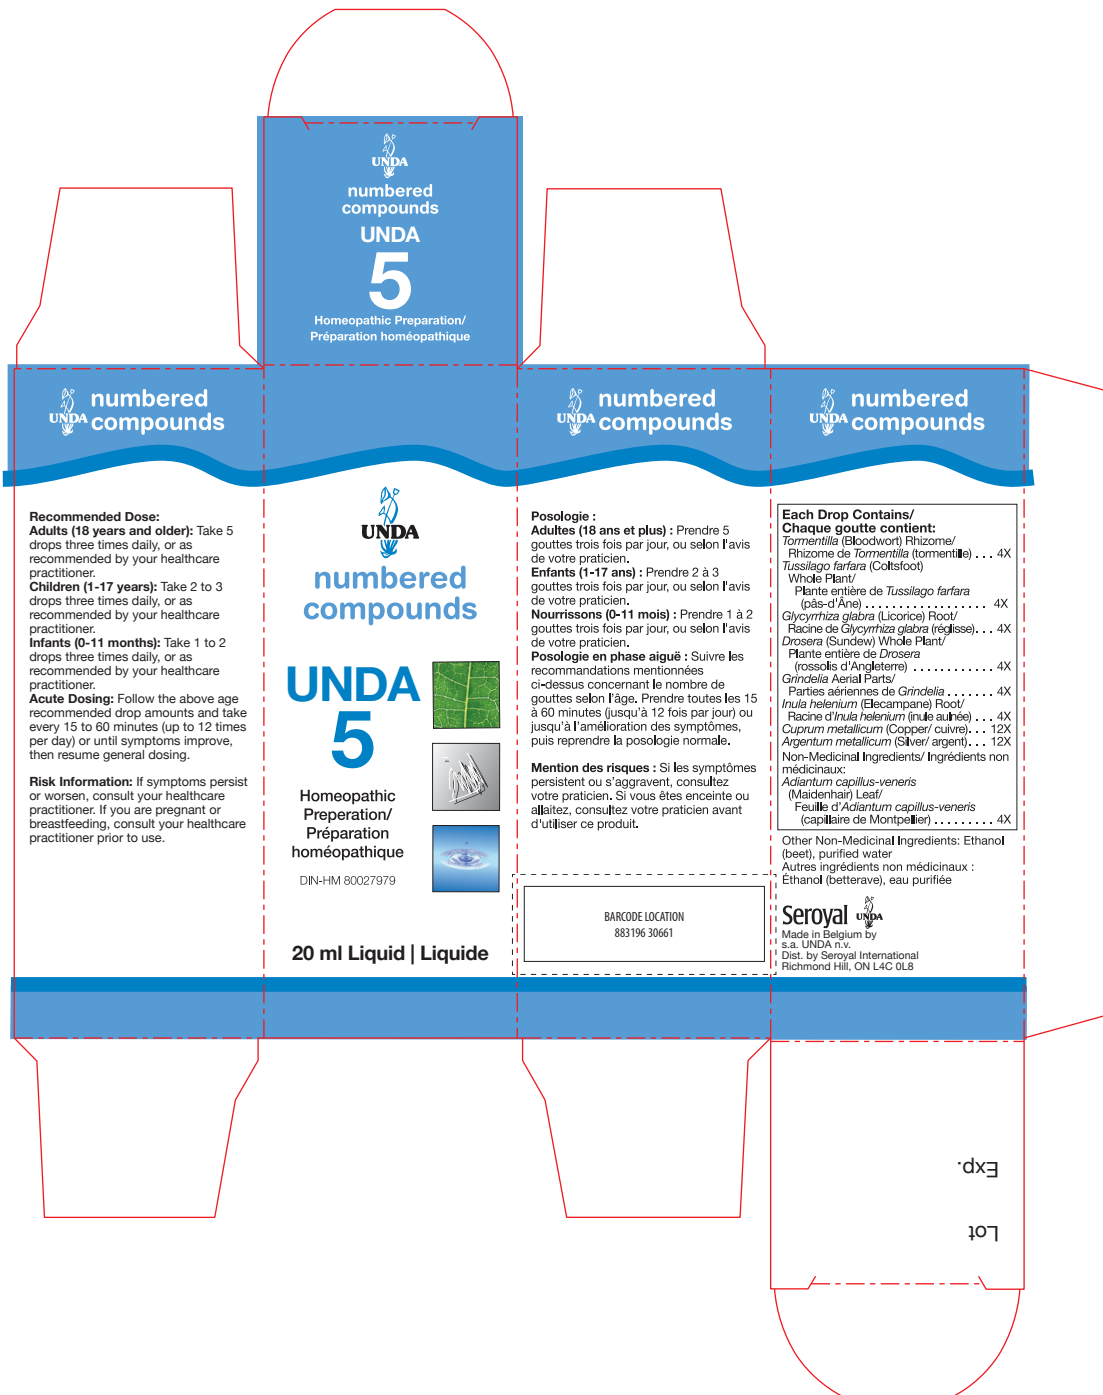 UNDA
numbered
compounds
UNDA
5
Homeopathic Preparation/
Préparation homéopathique
UNDA
numbered
compounds
Recommended Dose:
Adults (18 years and older): Take 5
drops three times daily, or as
recommended by your healthcare
practitioner.
Children (1-17 years): Take 2 to 3
drops three times daily, or as
recommended by your healthcare
practitioner.
Infants (0-11 months): Take 1 to 2
drops three times daily, or as
recommended by your healthcare
practitioner.
Acute Dosing: Follow the above age
recommended drop amounts and take
every 15 to 60 minutes (up to 12 times
per day) or until symptoms improve,
then resume general dosing.
Risk Information: If symptoms persist
or worsen, consult your healthcare
practitioner. If you are pregnant or
breastfeeding, consult your healthcare
practitioner prior to use.
UNDA
numbered
compounds
UNDA
5
Homeopathic
Preperation/
Préparation
homéopathique
DIN-HM 80027979
20 ml Liquid | Liquide
UNDA
numbered
compounds
Posologie :
Adultes (18 ans et plus) : Prendre 5
gouttes trois fois par jour, ou selon l'avis
de votre praticien.
Enfants (1-17 ans) : Prendre 2 à 3
gouttes trois fois par jour, ou selon l'avis
de votre praticien.
Nourrissons (0-11 mois) : Prendre 1 à 2
gouttes trois fois par jour, ou selon l'avis
de votre praticien.
Posologie en phase aiguë : Suivre les
recommandations mentionnées
ci-dessus concernant le nombre de
gouttes selon l'âge. Prendre toutes les 15
à 60 minutes (jusqu'à 12 fois par jour) ou
jusqu'à l'amélioration des symptômes,
puis reprendre la posologie normale.
Mention des risques : Si les symptômes
persistent ou s'aggravent, consultez
votre praticien. Si vous êtes enceinte ou
allaitez, consultez votre praticien avant
d'utiliser ce produit.
BARCODE LOCATION
883196 30661
UNDA
numbered
compounds
Each Drop Contains/
Chaque goutte contient:
Tormentilla (Bloodwort) Rhizome/
Rhizome de Tormentilla (tormentille) . . . 4X
Tussilago farfara (Coltsfoot)
Whole Plant/
Plante entière de Tussilago farfara
(pâs-d'Âne) . . . . . . . . . . . . . . . . . . 4X
Glycyrrhiza glabra (Licorice) Root/
Racine de Glycyrrhiza glabra (réglisse). . . 4X
Drosera (Sundew) Whole Plant/
Plante entière de Drosera
(rossolis d'Angleterre) . . . . . . . . . . . 4X
Grindelia Aerial Parts/
Parties aériennes de Grindelia . . . . . . . 4X
Inula helenium (Elecampane) Root/
Racine d'Inula helenium (inule aulnée) . . . 4X
Cuprum metallicum (Copper/ cuivre). . . 12X
Argentum metallicum (Silver/ argent). . . 12X
Non-Medicinal Ingredients/ Ingrédients non
médicinaux:
Adiantum capillus-veneris
(Maidenhair) Leaf/
Feuille d'Adiantum capillus-veneris
(capillaire de Montpellier) . . . . . . . . . 4X
Other Non-Medicinal Ingredients: Ethanol
(beet), purified water
Autres ingrédients non médicinaux :
Éthanol (betterave), eau purifiée
Seroyal UNDA
Made in Belgium by
s.a. UNDA n.v.
Dist. by Seroyal International
Richmond Hill, ON L4C 0L8
Exp.
Lot